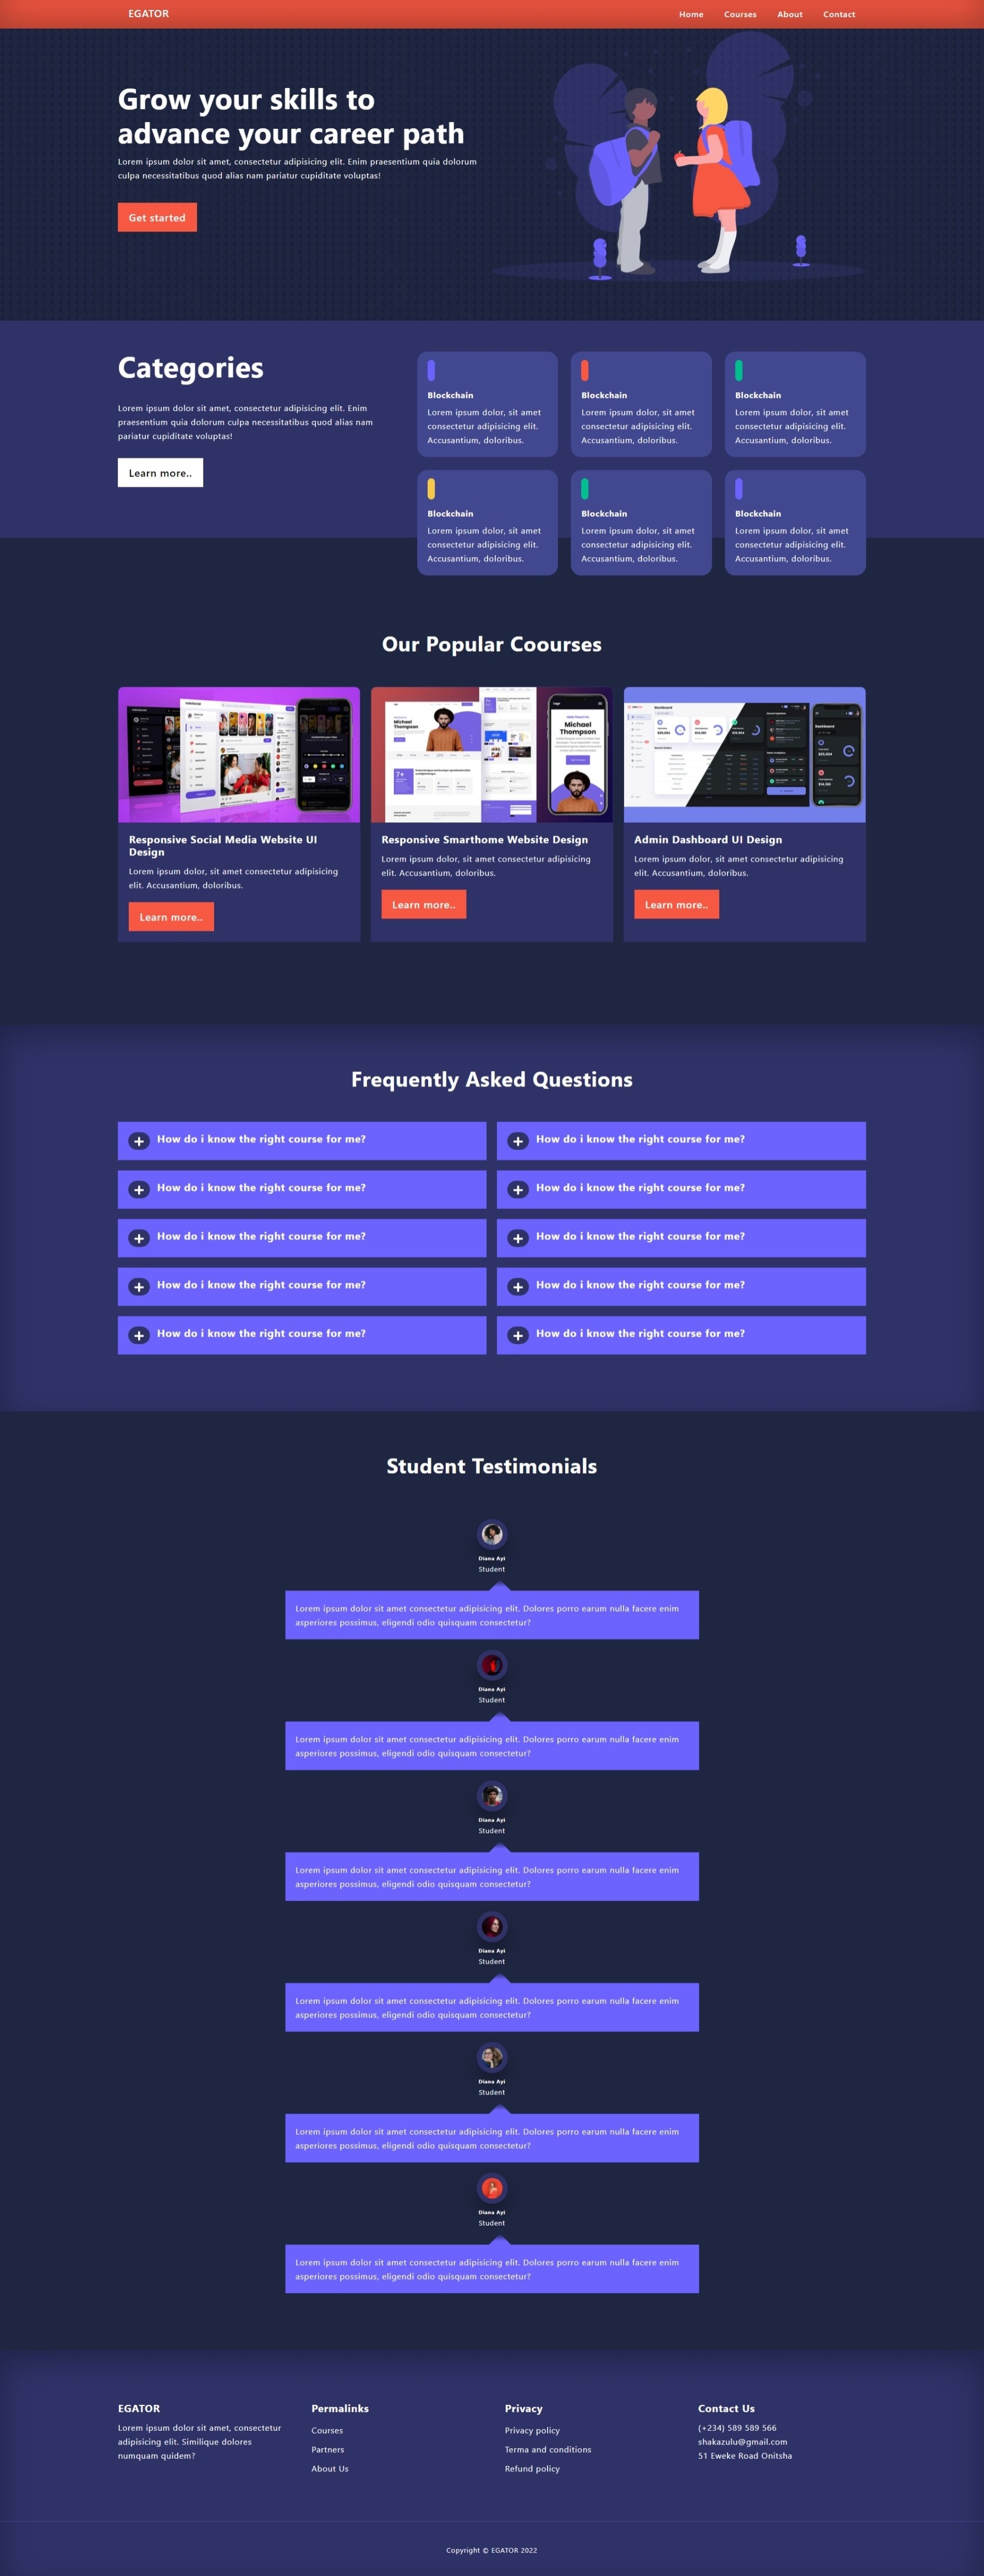 EGATOR
Home Courses About Contact
Grow your skills to
advance your career path
Lorem ipsum dolor sit amet, consectetur adipisicing elit. Enim praesentium quia dolorum
culpa necessitatibus quod alias nam pariatur cupiditate voluptas!
Get started
Categories
Lorem ipsum dolor sit amet, consectetur adipisicing elit. Enim
praesentium quia dolorum culpa necessitatibus quod alias nam
pariatur cupiditate voluptas!
Learn more..
Blockchain
Lorem ipsum dolor, sit amet
consectetur adipisicing elit.
Accusantium, doloribus.
Blockchain
Lorem ipsum dolor, sit amet
consectetur adipisicing elit.
Accusantium, doloribus.
Blockchain
Lorem ipsum dolor, sit amet
consectetur adipisicing elit.
Accusantium, doloribus.
Blockchain
Lorem ipsum dolor, sit amet
consectetur adipisicing elit.
Accusantium, doloribus.
Blockchain
Lorem ipsum dolor, sit amet
consectetur adipisicing elit.
Accusantium, doloribus.
Blockchain
Lorem ipsum dolor, sit amet
consectetur adipisicing elit.
Accusantium, doloribus.
Our Popular Coourses
Michael
Thompson
Michael
Thompson
Dashboard
Responsive Social Media Website UI
Design
Lorem ipsum dolor, sit amet consectetur adipisicing
elit. Accusantium, doloribus.
Learn more..
Responsive Smarthome Website Design
Lorem ipsum dolor, sit amet consectetur adipisicing
elit. Accusantium, doloribus.
Learn more..
Admin Dashboard UI Design
Lorem ipsum dolor, sit amet consectetur adipisicing
elit. Accusantium, doloribus.
Learn more..
Frequently Asked Questions
How do i know the right course for me?
How do i know the right course for me?
How do i know the right course for me?
How do i know the right course for me?
How do i know the right course for me?
How do i know the right course for me?
How do i know the right course for me?
How do i know the right course for me?
How do i know the right course for me?
How do i know the right course for me?
Student Testimonials
Diana Ayi
Student
Lorem ipsum dolor sit amet consectetur adipisicing elit. Dolores porro earum nulla facere enim
asperiores possimus, eligendi odio quisquam consectetur?
Diana Ayi
Student
Lorem ipsum dolor sit amet consectetur adipisicing elit. Dolores porro earum nulla facere enim
asperiores possimus, eligendi odio quisquam consectetur?
Diana Ayi
Student
Lorem ipsum dolor sit amet consectetur adipisicing elit. Dolores porro earum nulla facere enim
asperiores possimus, eligendi odio quisquam consectetur?
Diana Ayi
Student
Lorem ipsum dolor sit amet consectetur adipisicing elit. Dolores porro earum nulla facere enim
asperiores possimus, eligendi odio quisquam consectetur?
Diana Ayi
Student
Lorem ipsum dolor sit amet consectetur adipisicing elit. Dolores porro earum nulla facere enim
asperiores possimus, eligendi odio quisquam consectetur?
Diana Ayi
Student
Lorem ipsum dolor sit amet consectetur adipisicing elit. Dolores porro earum nulla facere enim
asperiores possimus, eligendi odio quisquam consectetur?
EGATOR
Lorem ipsum dolor sit amet, consectetur
adipisicing elit. Similique dolores
numquam quidem?
Permalinks
Courses
Partners
About Us
Privacy
Privacy policy
Terma and conditions
Refund policy
Contact Us
(+234) 589 589 566
shakazulu@gmail.com
51 Eweke Road Onitsha
Copyright © EGATOR 2022